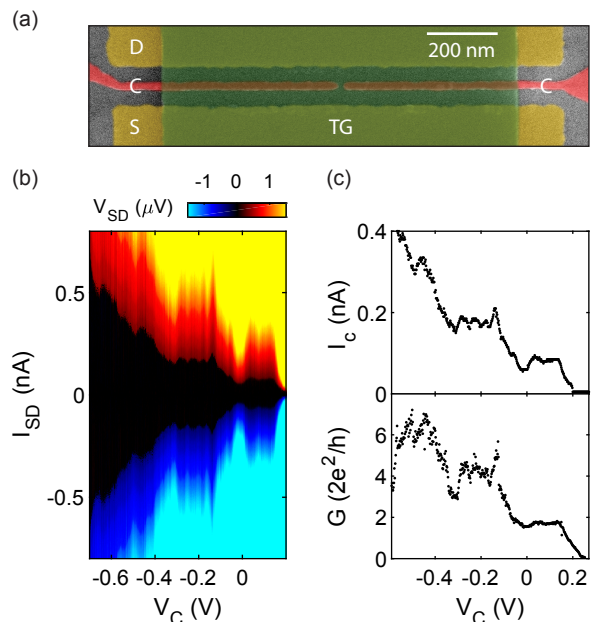 (a)
D
200 nm
C
C
S
TG
(b)
(c)
-1 0 1
V_SD (μV)
0.5
0
-0.5
I_SD (nA)
-0.6 -0.4 -0.2 0
V_C (V)
0.4
0.2
0
I_c (nA)
6
4
2
0
G (2e²/h)
-0.4 -0.2 0 0.2
V_C (V)